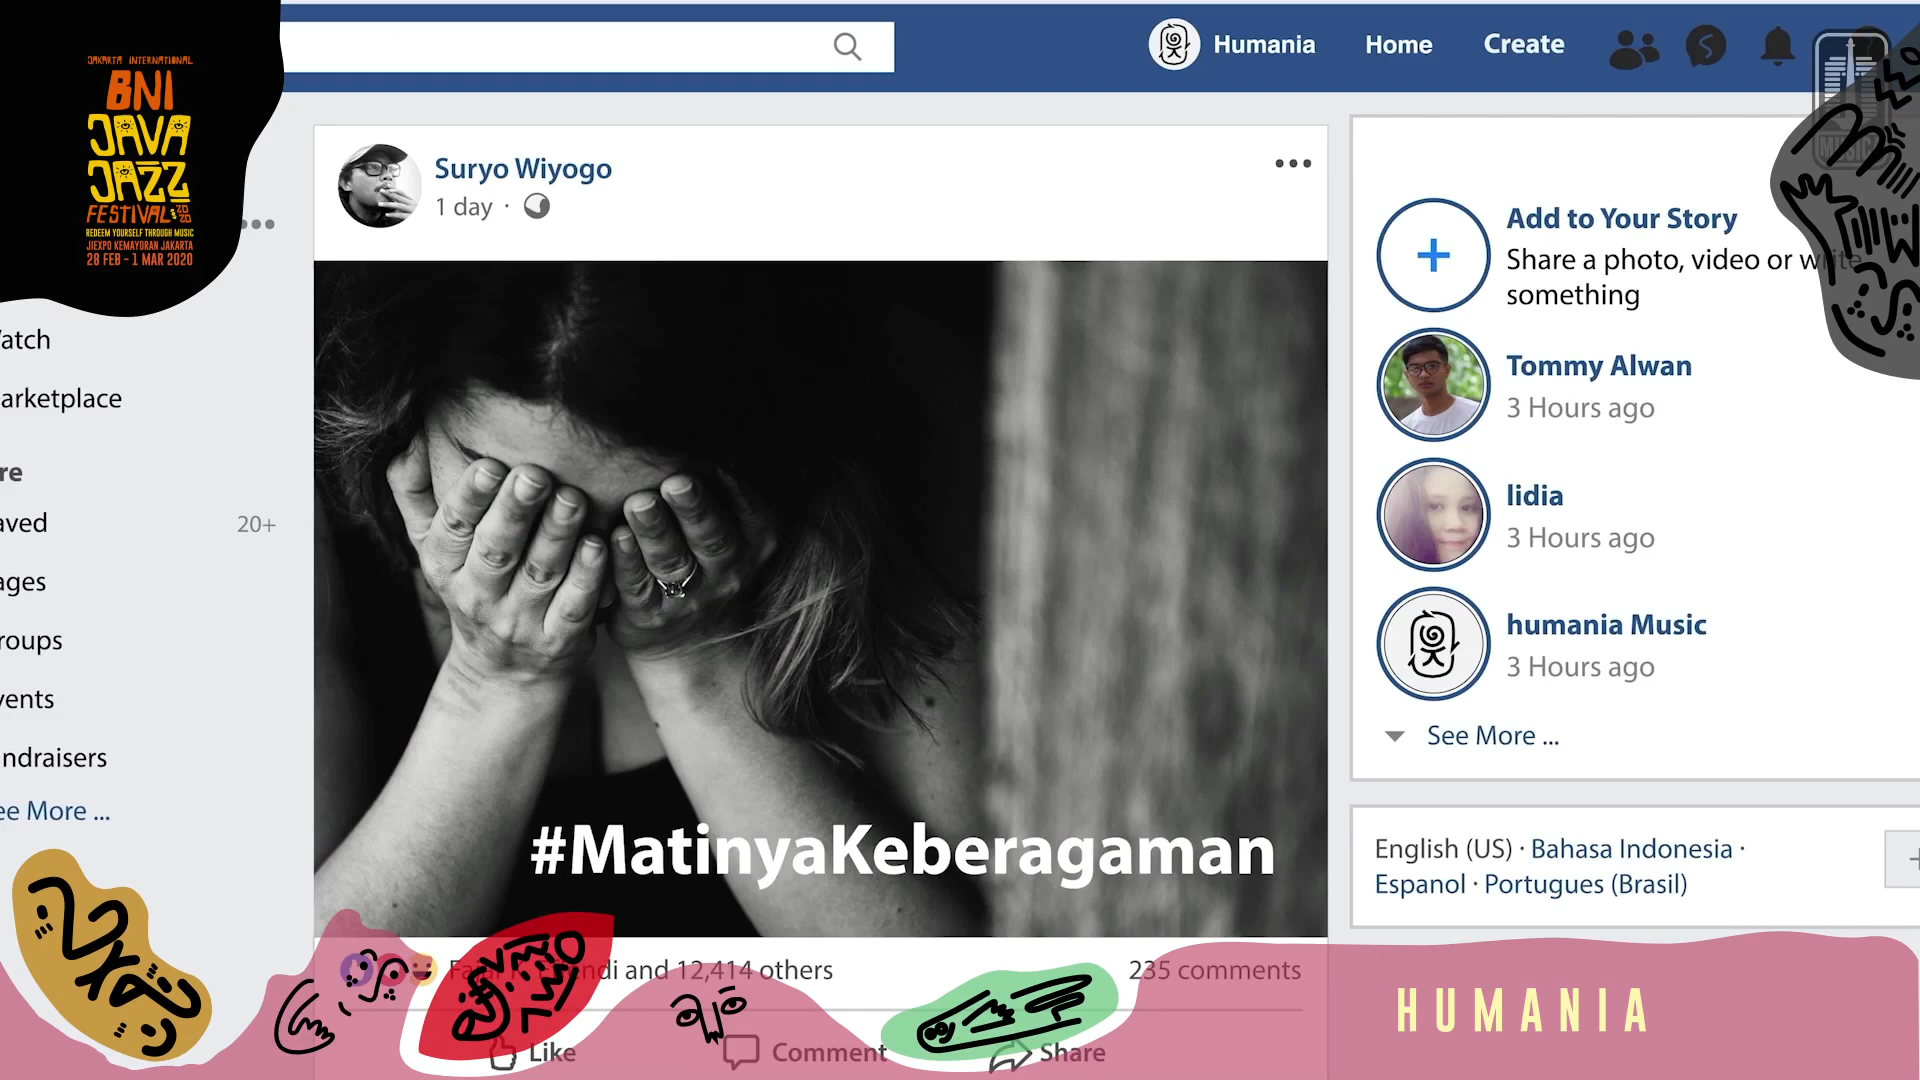 JAKARTA INTERNATIONAL
BNI
JAVA
JAZZ
FESTIVAL 2020
REDEEM YOURSELF THROUGH MUSIC
JIEXPO KEMAYORAN JAKARTA
28 FEB - 1 MAR 2020
Humania
Home
Create
MUSIC
Suryo Wiyogo
1 day ·
#MatinyaKeberagaman
and 12,414 others
235 comments
Like
Comment
Share
atch
arketplace
re
aved
20+
ages
roups
vents
ndraisers
ee More ...
Add to Your Story
Share a photo, video or write
something
Tommy Alwan
3 Hours ago
lidia
3 Hours ago
humania Music
3 Hours ago
See More ...
English (US) · Bahasa Indonesia ·
Espanol · Portugues (Brasil)
HUMANIA